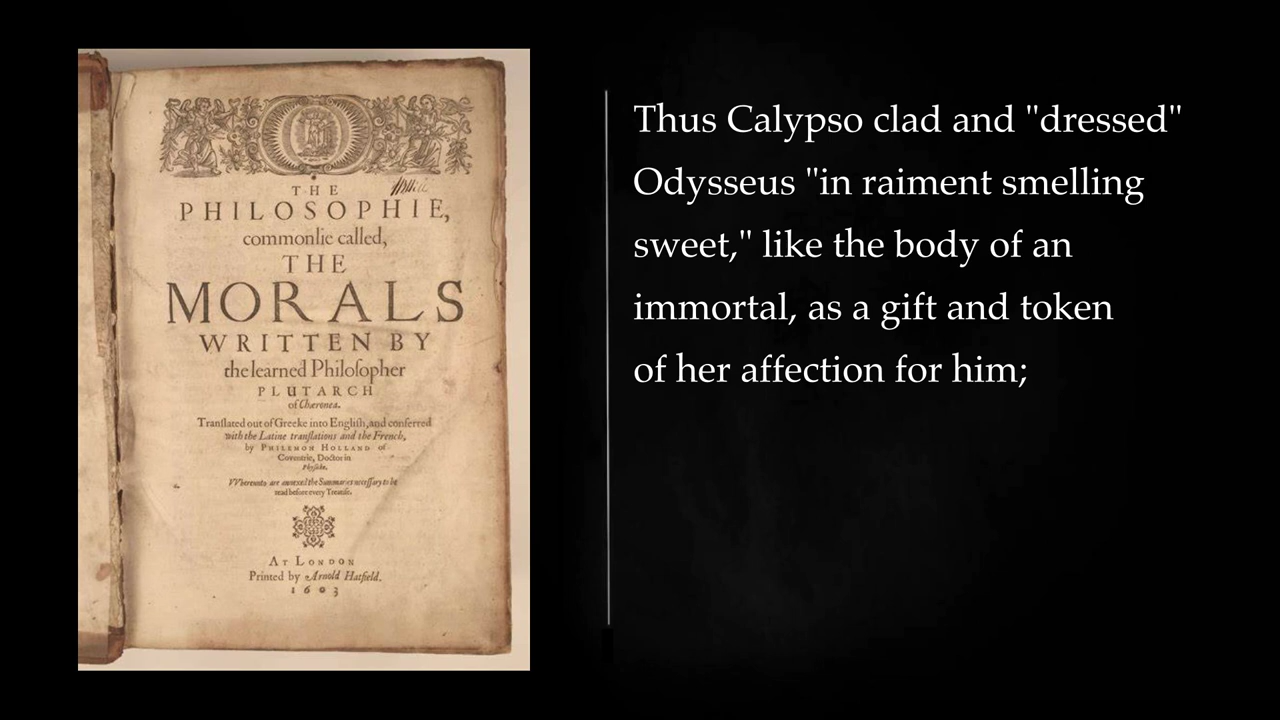 THE
PHILOSOPHIE,
commonlie called,
THE
MORALS
WRITTEN BY
the learned Philoſopher
PLUTARCH
of Chæronea.
Tranſlated out of Greeke into Engliſh, and conferred
with the Latine tranſlations and the French,
by PHILEMON HOLLAND of
Coventrie, Doctor in
Phyſicke.
VVhereunto are annexed the Summaries neceſſary to be
read before every Treatiſe.
AT LONDON
Printed by Arnold Hatfield.
1603
Thus Calypso clad and "dressed"
Odysseus "in raiment smelling
sweet," like the body of an
immortal, as a gift and token
of her affection for him;